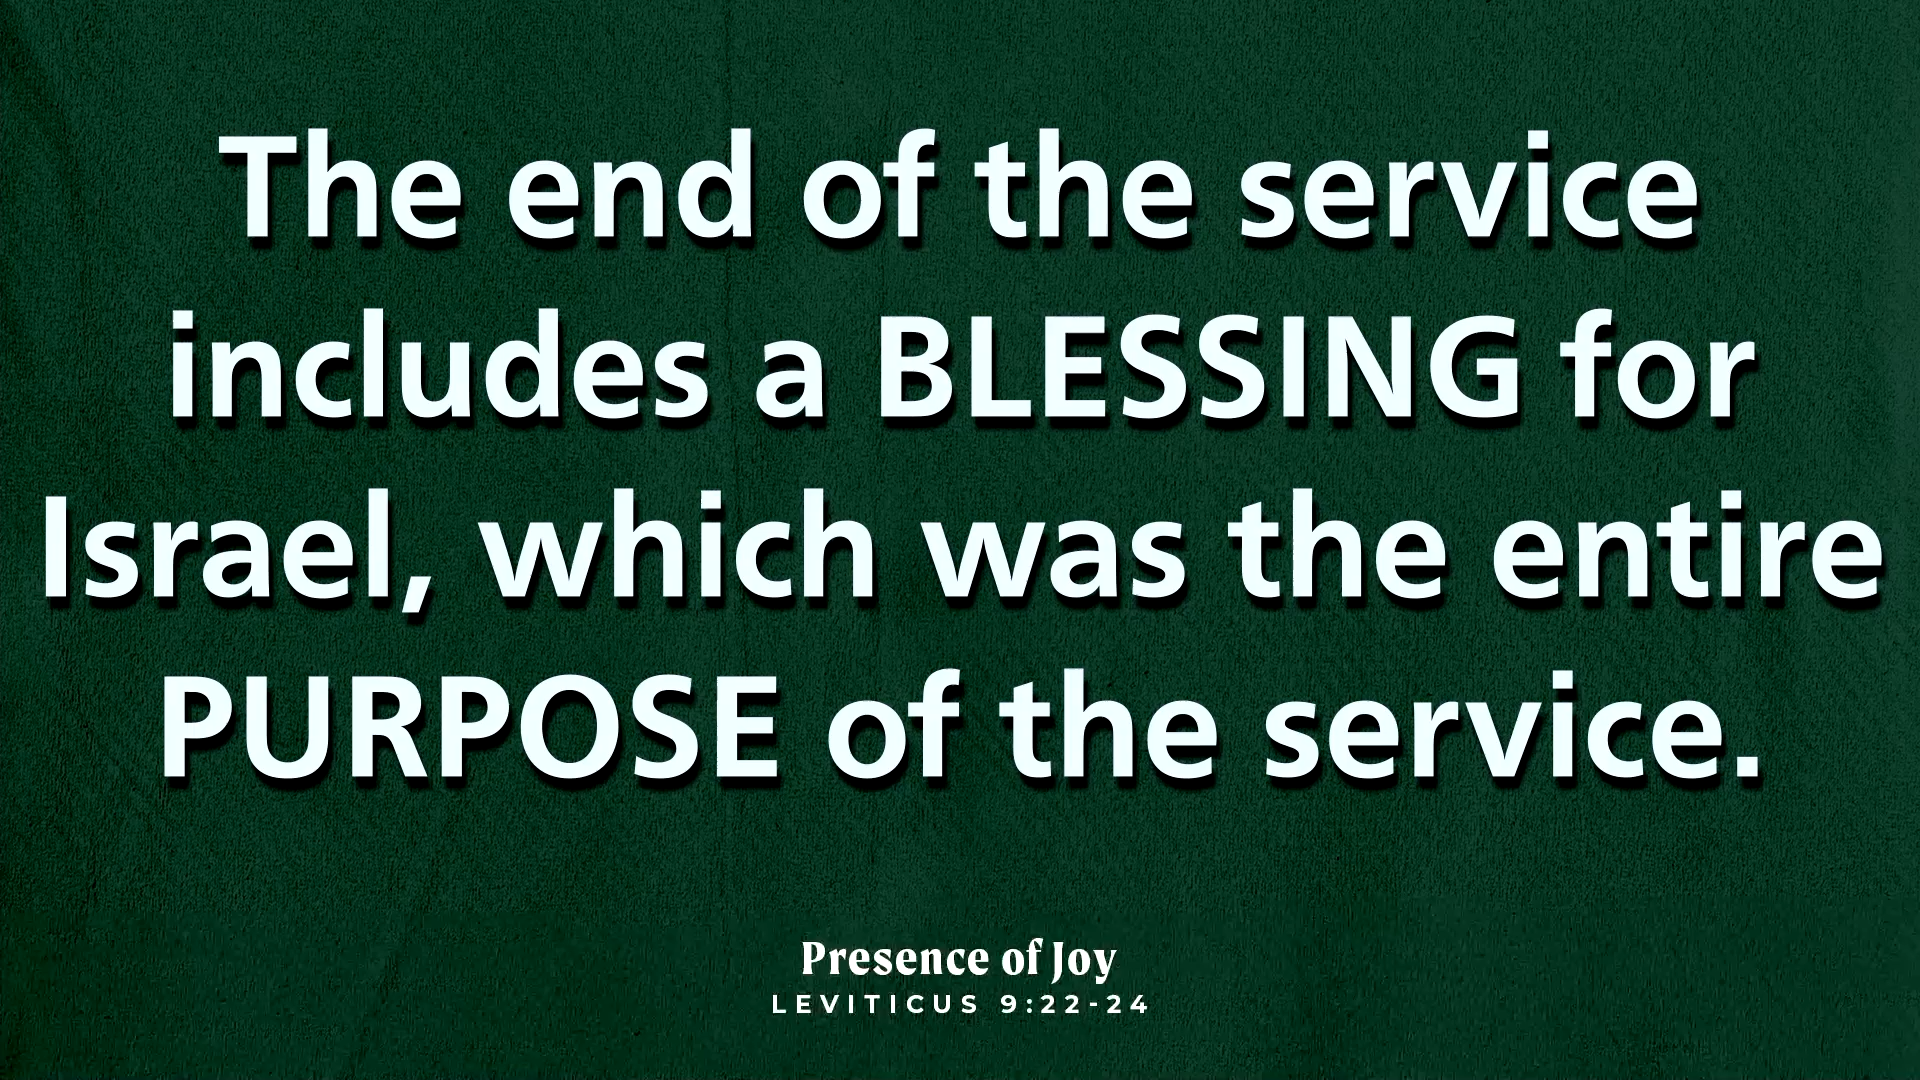 The end of the service
includes a BLESSING for
Israel, which was the entire
PURPOSE of the service.
Presence of Joy
LEVITICUS 9:22-24